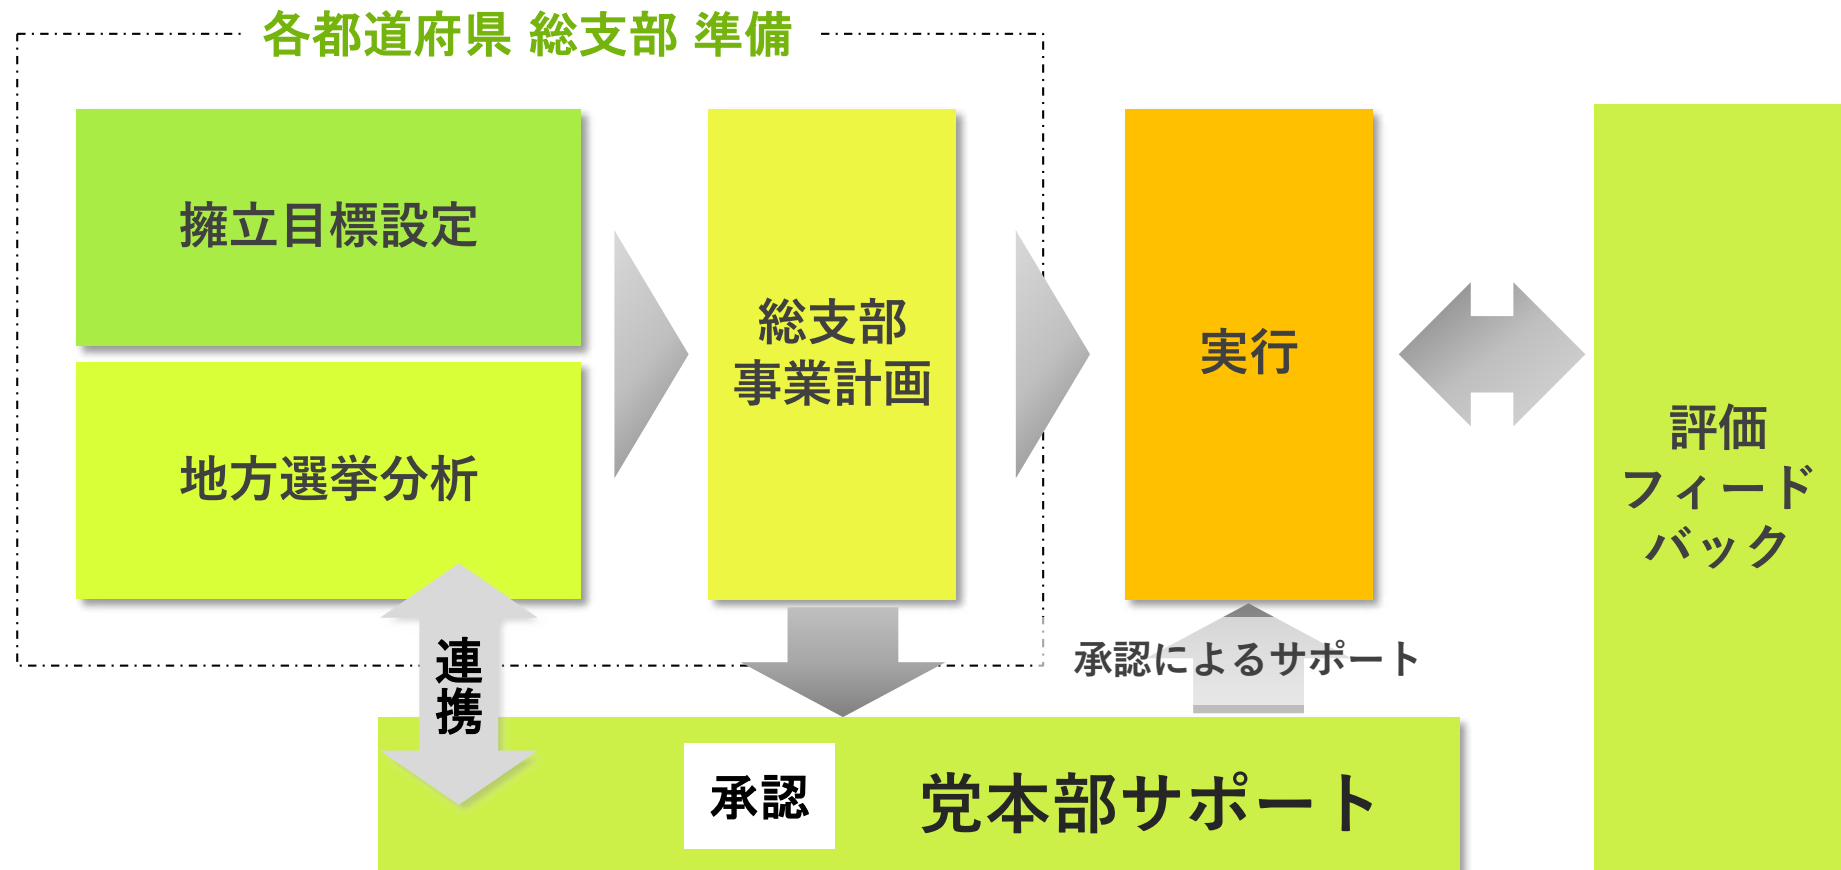 各都道府県 総支部 準備
擁立目標設定
地方選挙分析
総支部
事業計画
実行
評価
フィード
バック
連
携
承認によるサポート
承認
党本部サポート